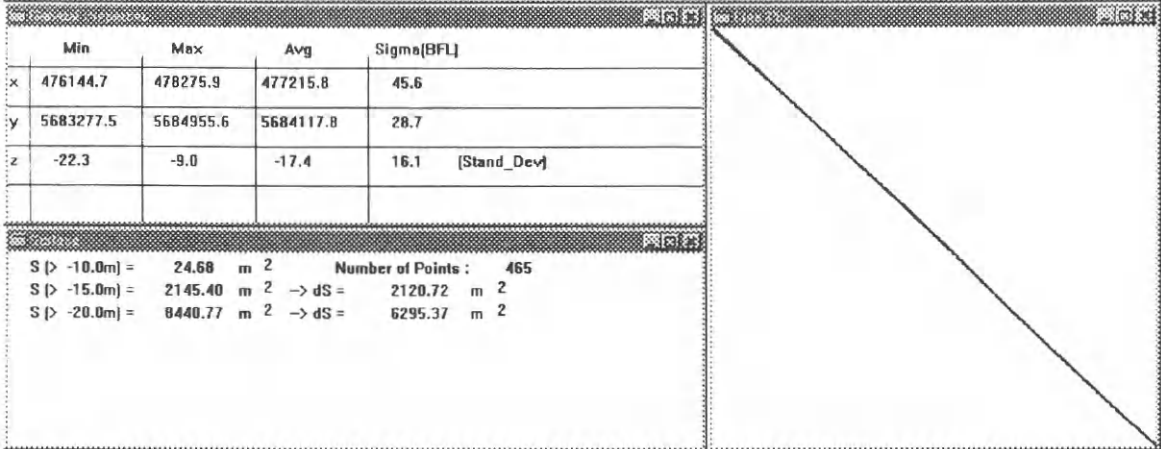 Min Max Avg Sigma(BFL)
x 476144.7 478275.9 477215.8 45.6
y 5683277.5 5684955.6 5684117.8 28.7
z -22.3 -9.0 -17.4 16.1 (Stand_Dev)
S (> -10.0m) = 24.68 m 2 Number of Points : 465
S (> -15.0m) = 2145.40 m 2 —> dS = 2120.72 m 2
S (> -20.0m) = 8440.77 m 2 —> dS = 6295.37 m 2